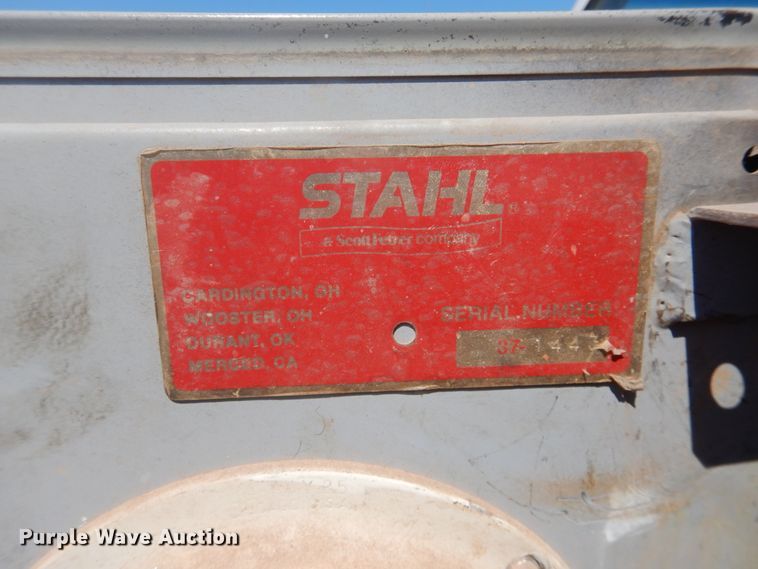 STAHL®
a Scott Fetzer company
CARDINGTON, OH
WOOSTER, OH
DURANT, OK
MERCED, CA
SERIAL NUMBER
Purple Wave Auction